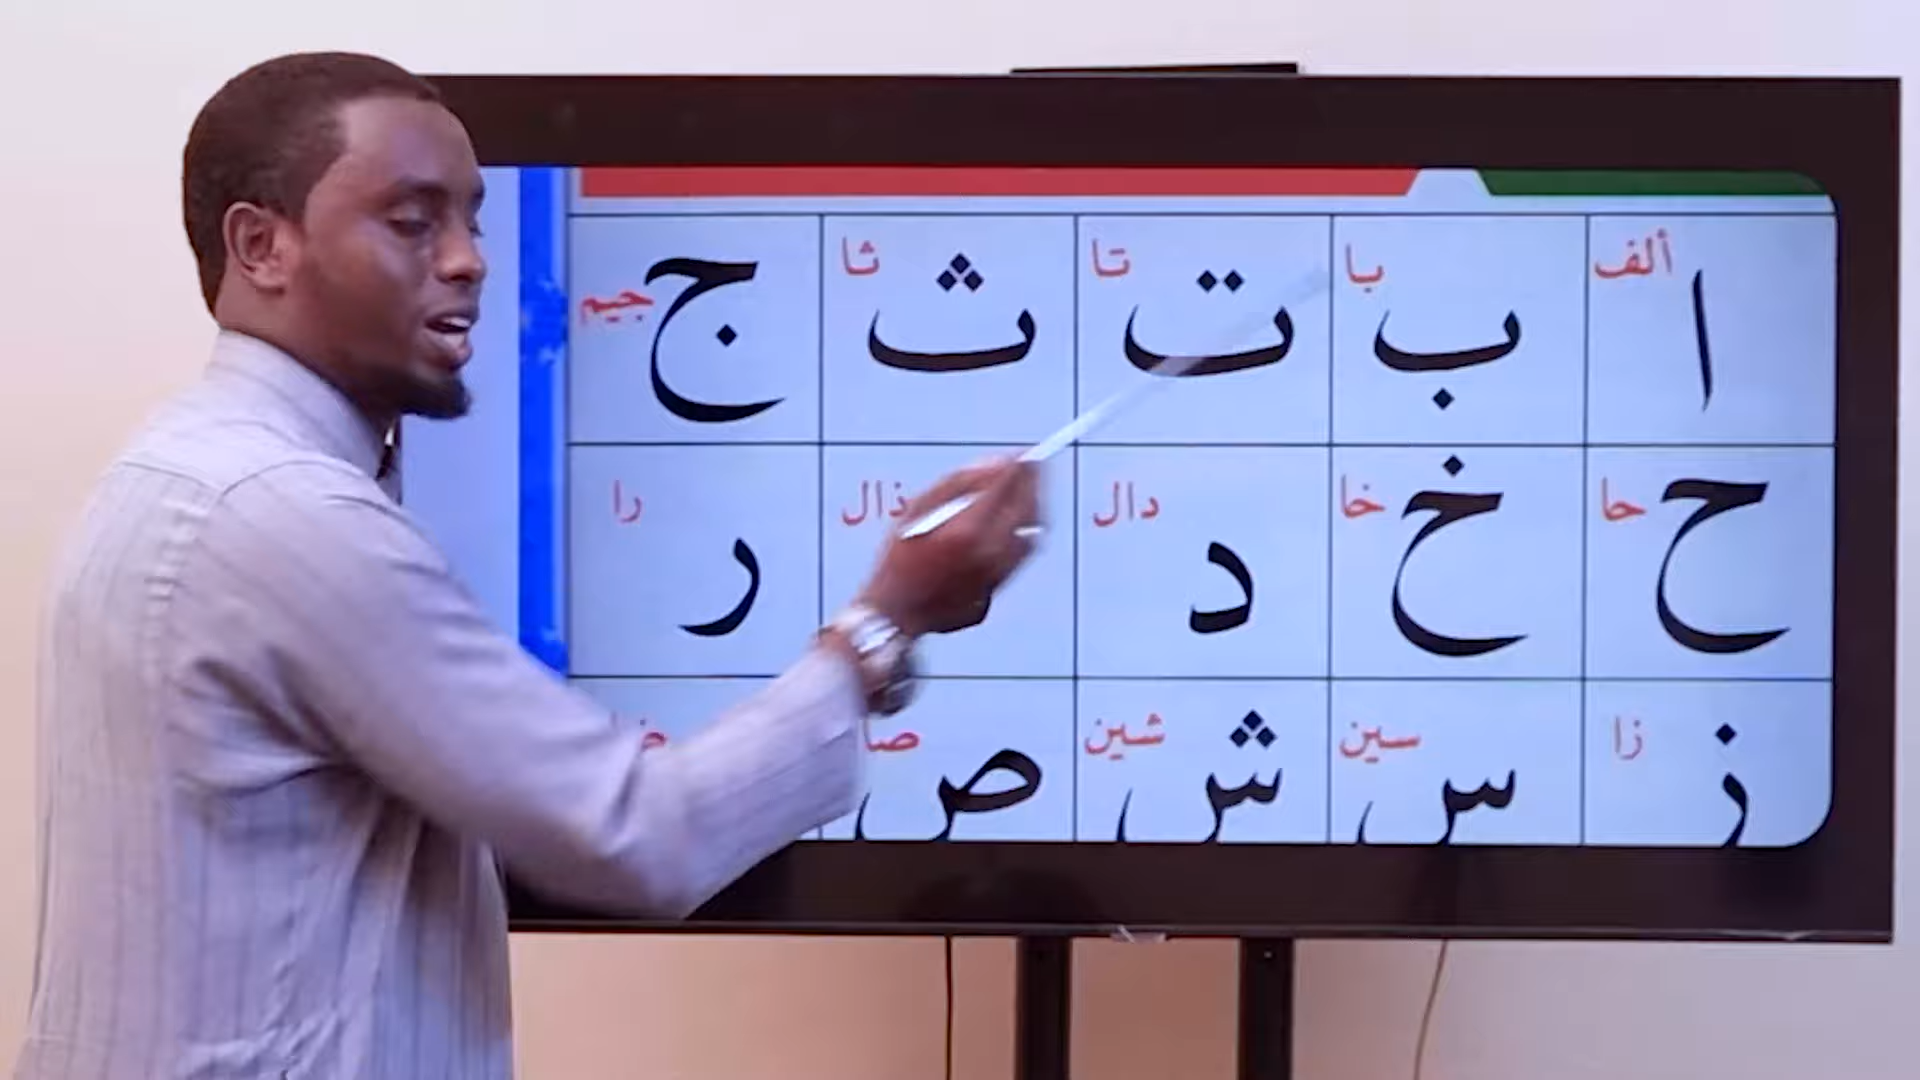 ألف ا با ب تا ت ثا ث جيم ج
حا ح خا خ دال د ذال را ر
زا ز سين س شين ش ص